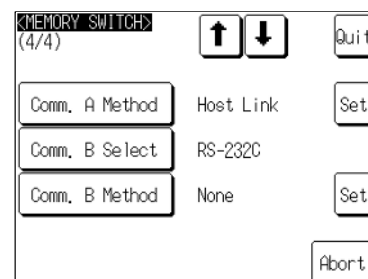 <MEMORY SWITCH>
(4/4) Quit
Comm. A Method Host Link Set
Comm. B Select RS-232C
Comm. B Method None Set
Abort